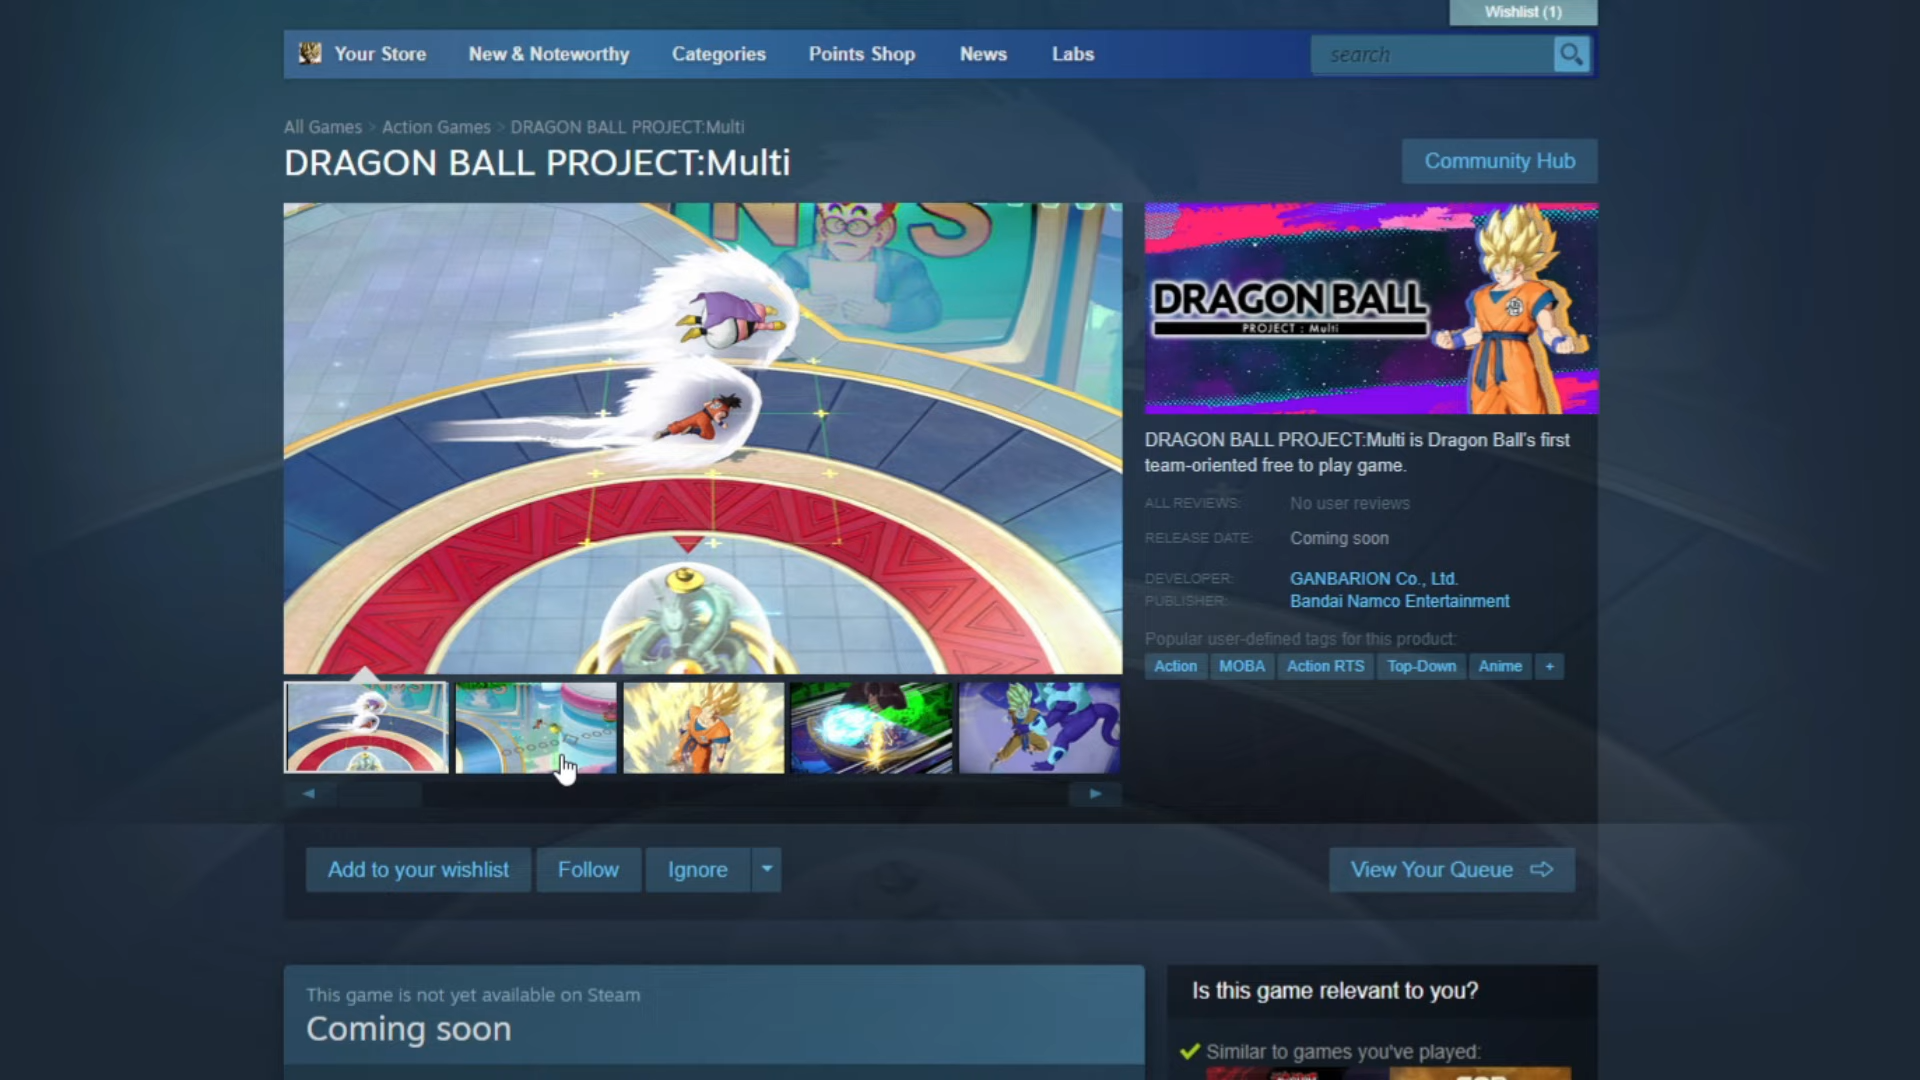 Wishlist (1)
Your Store New & Noteworthy Categories Points Shop News Labs search
All Games > Action Games > DRAGON BALL PROJECT:Multi
DRAGON BALL PROJECT:Multi
Community Hub
N S
DRAGON BALL
PROJECT : Multi
DRAGON BALL PROJECT:Multi is Dragon Ball's first
team-oriented free to play game.
ALL REVIEWS: No user reviews
RELEASE DATE: Coming soon
DEVELOPER: GANBARION Co., Ltd.
PUBLISHER: Bandai Namco Entertainment
Popular user-defined tags for this product:
Action MOBA Action RTS Top-Down Anime +
Add to your wishlist Follow Ignore View Your Queue
This game is not yet available on Steam
Coming soon
Is this game relevant to you?
Similar to games you've played: